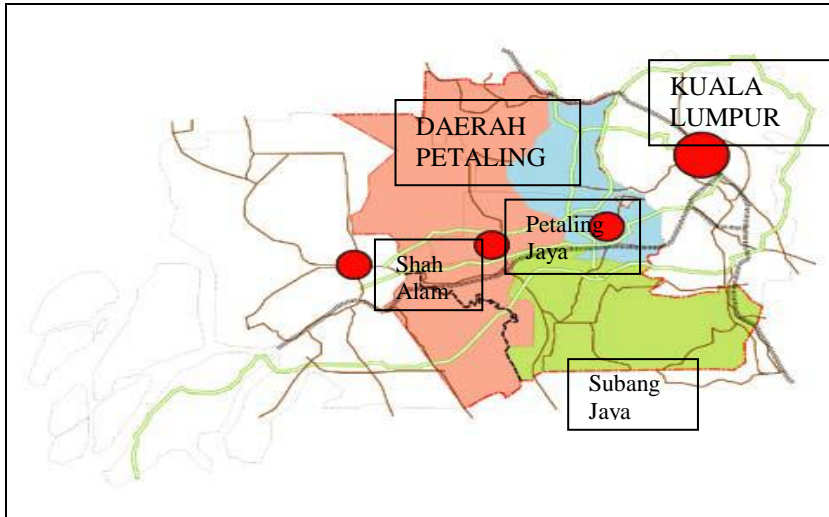 KUALA
LUMPUR
DAERAH
PETALING
Petaling
Jaya
Shah
Alam
Subang
Jaya